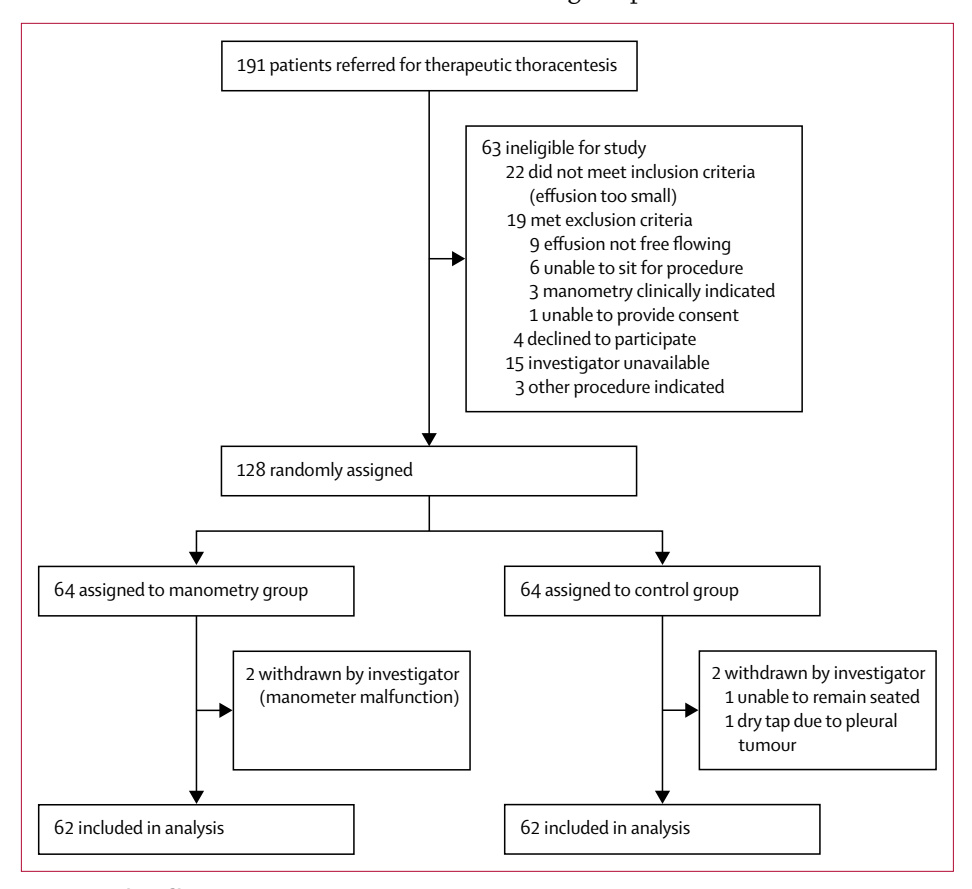 191 patients referred for therapeutic thoracentesis
63 ineligible for study
22 did not meet inclusion criteria
(effusion too small)
19 met exclusion criteria
9 effusion not free flowing
6 unable to sit for procedure
3 manometry clinically indicated
1 unable to provide consent
4 declined to participate
15 investigator unavailable
3 other procedure indicated
128 randomly assigned
64 assigned to manometry group
64 assigned to control group
2 withdrawn by investigator
(manometer malfunction)
2 withdrawn by investigator
1 unable to remain seated
1 dry tap due to pleural
tumour
62 included in analysis
62 included in analysis